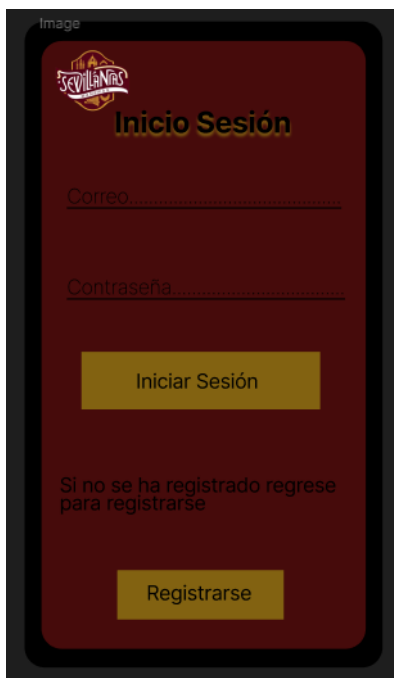 Image
SEVILLANAS
Inicio Sesión
Correo......................................
Contraseña...............................
Iniciar Sesión
Si no se ha registrado regrese
para registrarse
Registrarse